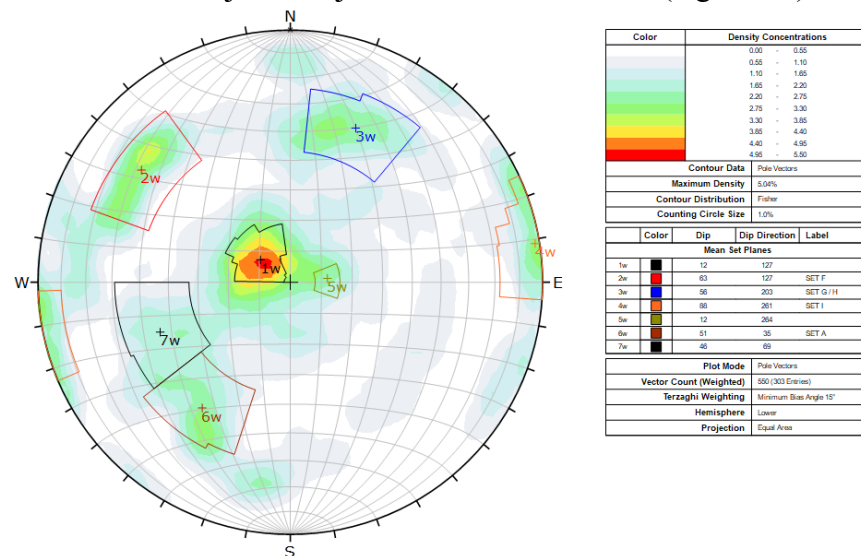 N
W
E
S
1w
2w
3w
4w
5w
6w
7w
Color Density Concentrations
0.00 - 0.55
0.55 - 1.10
1.10 - 1.65
1.65 - 2.20
2.20 - 2.75
2.75 - 3.30
3.30 - 3.85
3.85 - 4.40
4.40 - 4.95
4.95 - 5.50
Contour Data Pole Vectors
Maximum Density 5.04%
Contour Distribution Fisher
Counting Circle Size 1.0%
Color Dip Dip Direction Label
Mean Set Planes
1w 12 127
2w 63 127 SET F
3w 56 203 SET G / H
4w 88 261 SET I
5w 12 264
6w 51 35 SET A
7w 46 69
Plot Mode Pole Vectors
Vector Count (Weighted) 550 (303 Entries)
Terzaghi Weighting Minimum Bias Angle 15°
Hemisphere Lower
Projection Equal Area